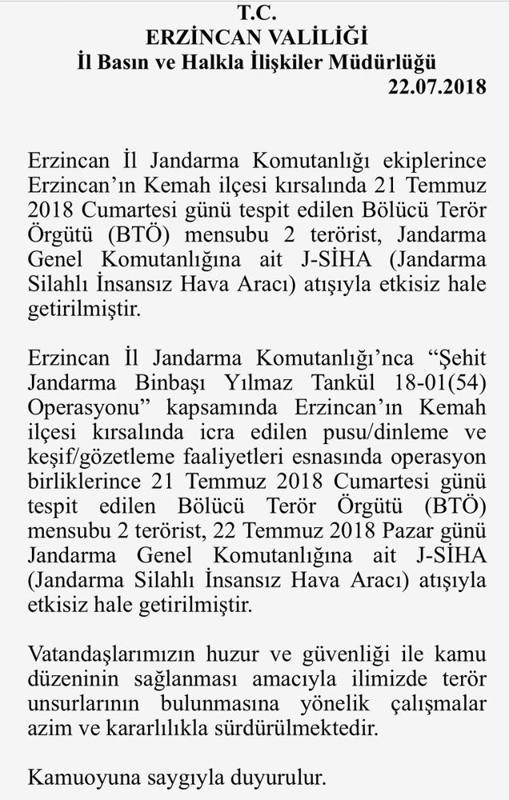 T.C.
ERZİNCAN VALİLİĞİ
İl Basın ve Halkla İlişkiler Müdürlüğü
22.07.2018
Erzincan İl Jandarma Komutanlığı ekiplerince
Erzincan’ın Kemah ilçesi kırsalında 21 Temmuz
2018 Cumartesi günü tespit edilen Bölücü Terör
Örgütü (BTÖ) mensubu 2 terörist, Jandarma
Genel Komutanlığına ait J-SİHA (Jandarma
Silahlı İnsansız Hava Aracı) atışıyla etkisiz hale
getirilmiştir.
Erzincan İl Jandarma Komutanlığı’nca “Şehit
Jandarma Binbaşı Yılmaz Tankül 18-01(54)
Operasyonu” kapsamında Erzincan’ın Kemah
ilçesi kırsalında icra edilen pusu/dinleme ve
keşif/gözetleme faaliyetleri esnasında operasyon
birliklerince 21 Temmuz 2018 Cumartesi günü
tespit edilen Bölücü Terör Örgütü (BTÖ)
mensubu 2 terörist, 22 Temmuz 2018 Pazar günü
Jandarma Genel Komutanlığına ait J-SİHA
(Jandarma Silahlı İnsansız Hava Aracı) atışıyla
etkisiz hale getirilmiştir.
Vatandaşlarımızın huzur ve güvenliği ile kamu
düzeninin sağlanması amacıyla ilimizde terör
unsurlarının bulunmasına yönelik çalışmalar
azim ve kararlılıkla sürdürülmektedir.
Kamuoyuna saygıyla duyurulur.